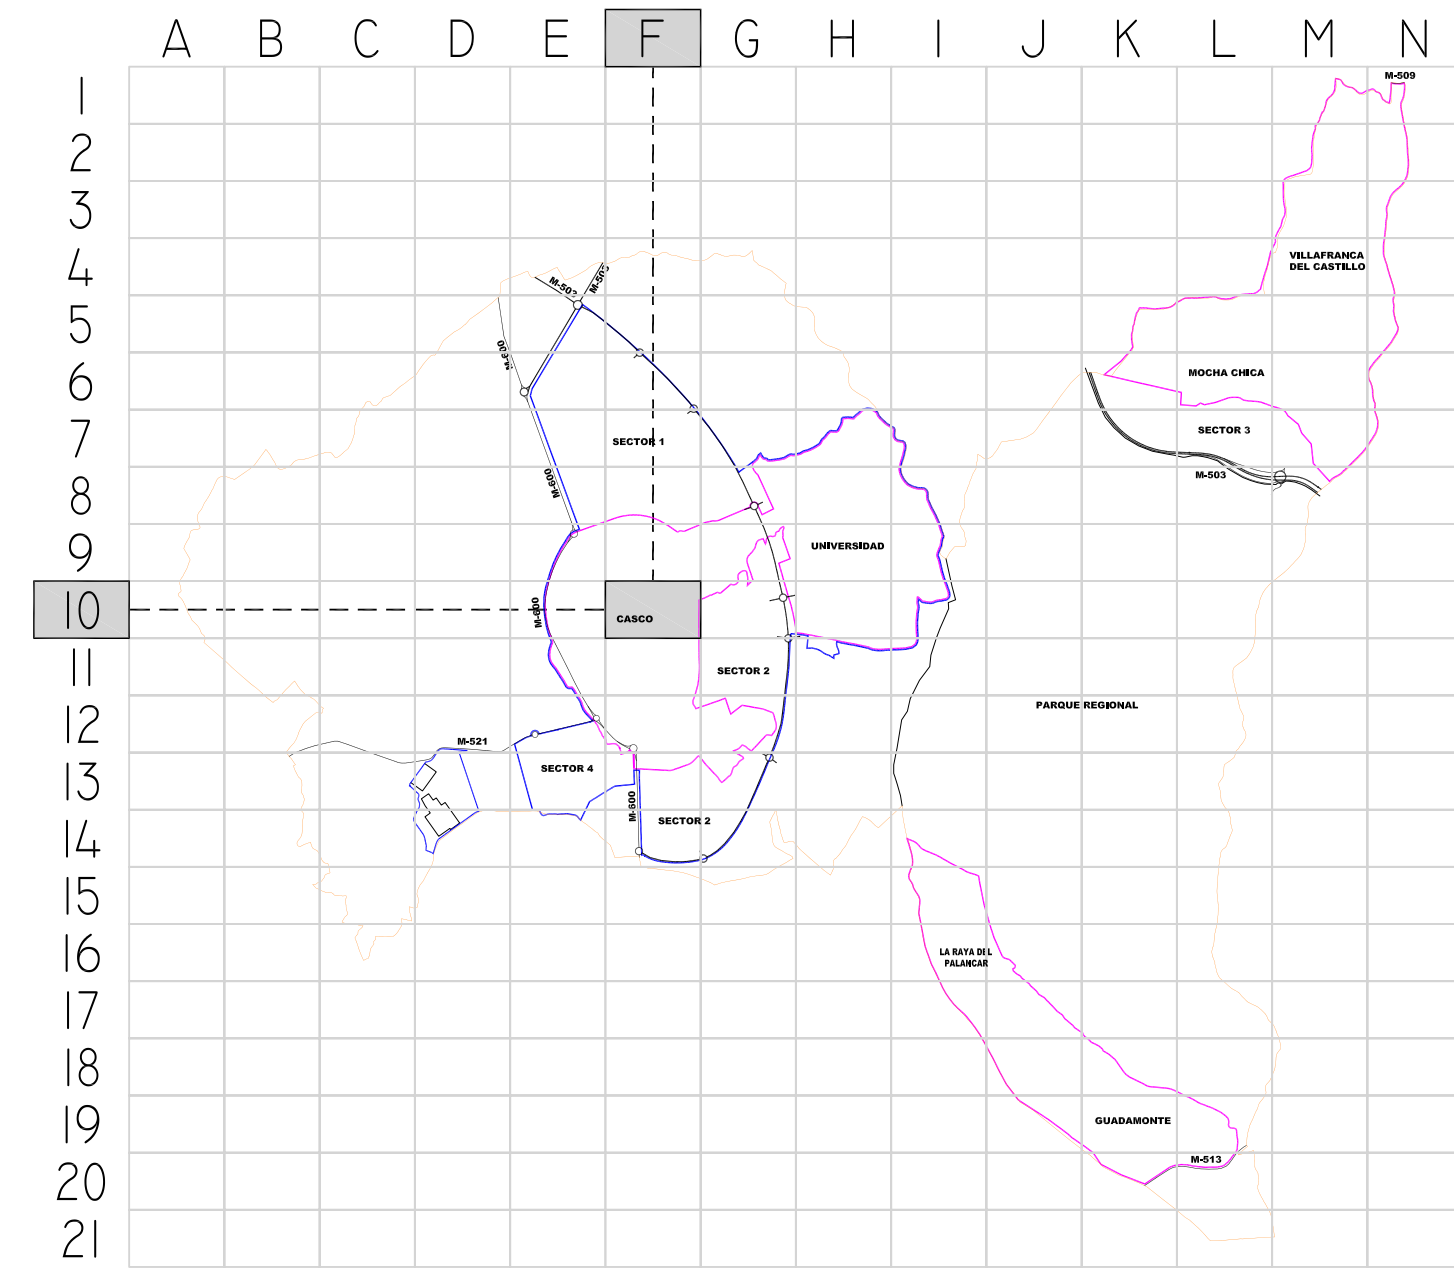 A B C D E F G H I J K L M N
1
M-509
2
3
4
VILLAFRANCA
DEL CASTILLO
M-503
M-503
5
6
M-600
MOCHA CHICA
7
SECTOR 1
SECTOR 3
8
M-600
M-503
9
UNIVERSIDAD
10
M-600
CASCO
11
SECTOR 2
12
PARQUE REGIONAL
M-521
13
SECTOR 4
14
M-600
SECTOR 2
15
16
LA RAYA DEL
PALANCAR
17
18
19
GUADAMONTE
20
M-513
21